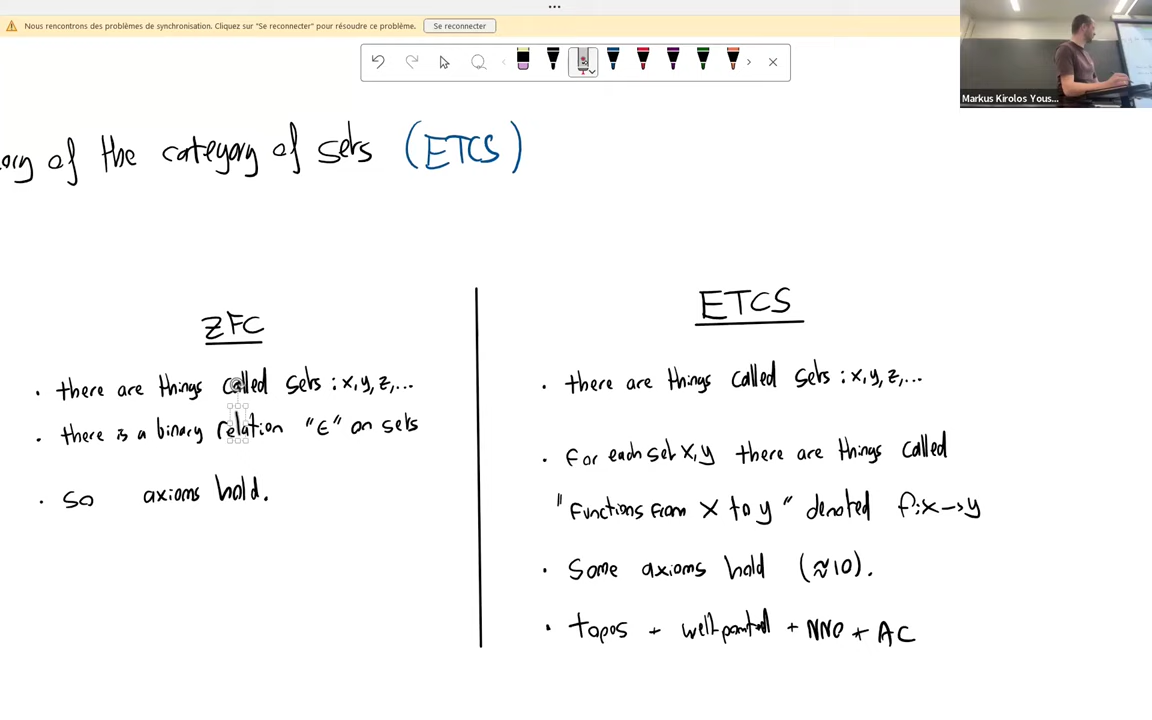 Nous rencontrons des problèmes de synchronisation. Cliquez sur "Se reconnecter" pour résoudre ce problème. Se reconnecter
Markus Kirolos Yous...
ory of the category of sets (ETCS)
ZFC
· there are things called sets : x, y, z, ...
· there is a binary relation "∈" on sets
· so axioms hold.
ETCS
· there are things called sets : x, y, z, ...
· For each set x, y there are things called
"Functions from X to y" denoted f: x → y
· Some axioms hold (≈10).
· topos + well-pointed + NNO + AC